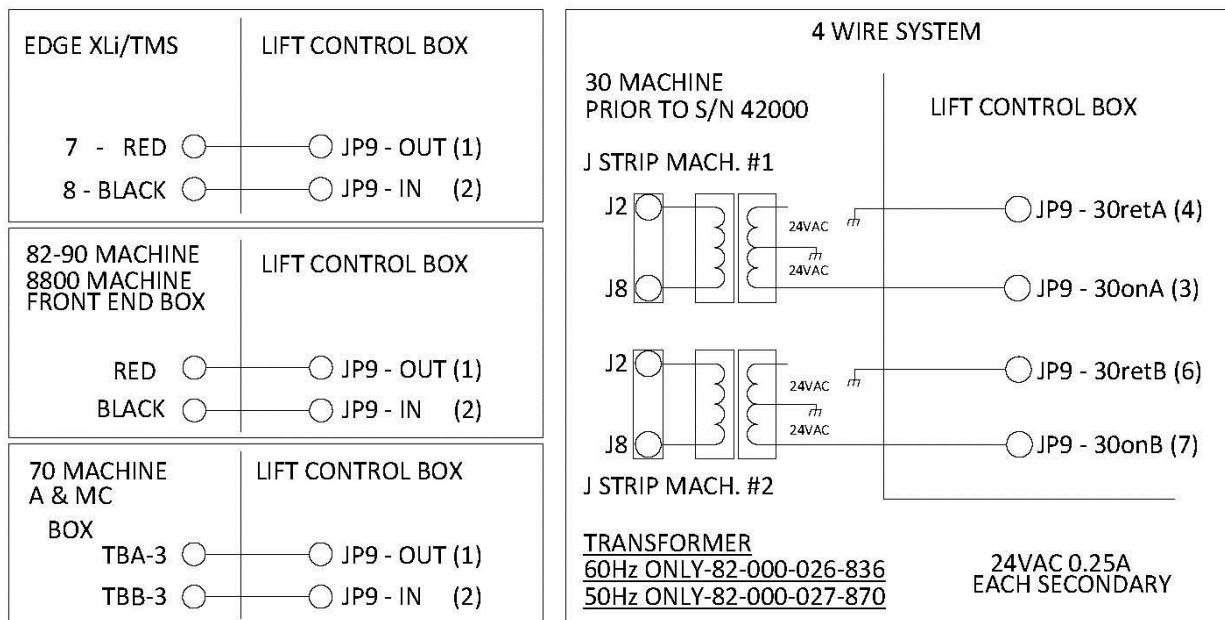 EDGE XLi/TMS
LIFT CONTROL BOX
7 - RED
JP9 - OUT (1)
8 - BLACK
JP9 - IN (2)
82-90 MACHINE
8800 MACHINE
FRONT END BOX
LIFT CONTROL BOX
RED
JP9 - OUT (1)
BLACK
JP9 - IN (2)
70 MACHINE
A & MC
BOX
LIFT CONTROL BOX
TBA-3
JP9 - OUT (1)
TBB-3
JP9 - IN (2)
4 WIRE SYSTEM
30 MACHINE
PRIOR TO S/N 42000
LIFT CONTROL BOX
J STRIP MACH. #1
J2
24VAC
JP9 - 30retA (4)
24VAC
J8
JP9 - 30onA (3)
J2
24VAC
JP9 - 30retB (6)
24VAC
J8
JP9 - 30onB (7)
J STRIP MACH. #2
TRANSFORMER
60Hz ONLY-82-000-026-836
50Hz ONLY-82-000-027-870
24VAC 0.25A
EACH SECONDARY